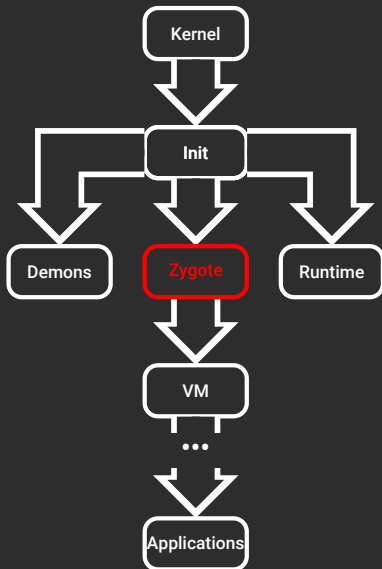 Kernel
Init
Demons
Zygote
Runtime
VM
...
Applications